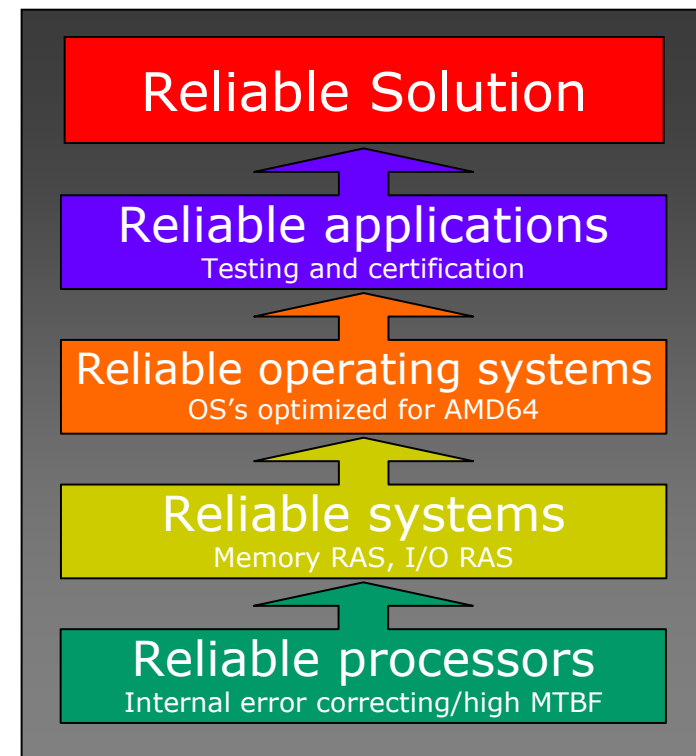 Reliable Solution
Reliable applications
Testing and certification
Reliable operating systems
OS’s optimized for AMD64
Reliable systems
Memory RAS, I/O RAS
Reliable processors
Internal error correcting/high MTBF